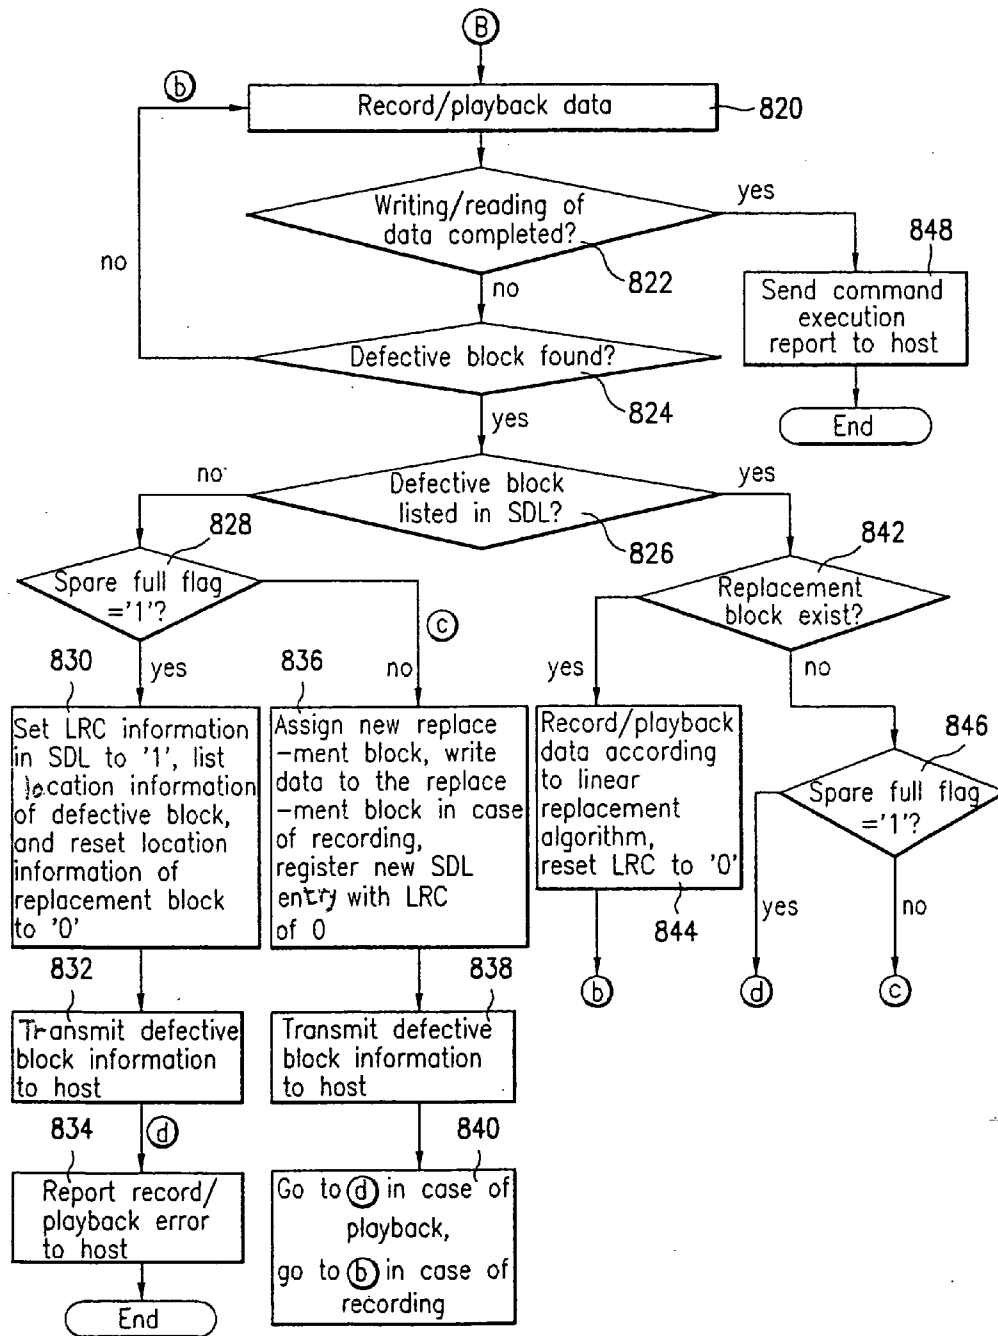 B
b
Record/playback data
820
Writing/reading of
data completed?
822
yes
no
no
848
Send command
execution
report to host
End
Defective block found?
824
yes
Defective block
listed in SDL?
826
no
yes
828
Spare full flag
='1'?
842
Replacement
block exist?
c
830
yes
836
no
yes
no
Set LRC information
in SDL to '1', list
location information
of defective block,
and reset location
information of
replacement block
to '0'
Assign new replace
-ment block, write
data to the replace
-ment block in case
of recording,
register new SDL
entry with LRC
of 0
Record/playback
data according
to linear
replacement
algorithm,
reset LRC to '0'
844
846
Spare full flag
='1'?
yes
no
b
d
c
832
Transmit defective
block information
to host
838
Transmit defective
block information
to host
834
d
Report record/
playback error
to host
End
840
Go to d in case of
playback,
go to b in case of
recording